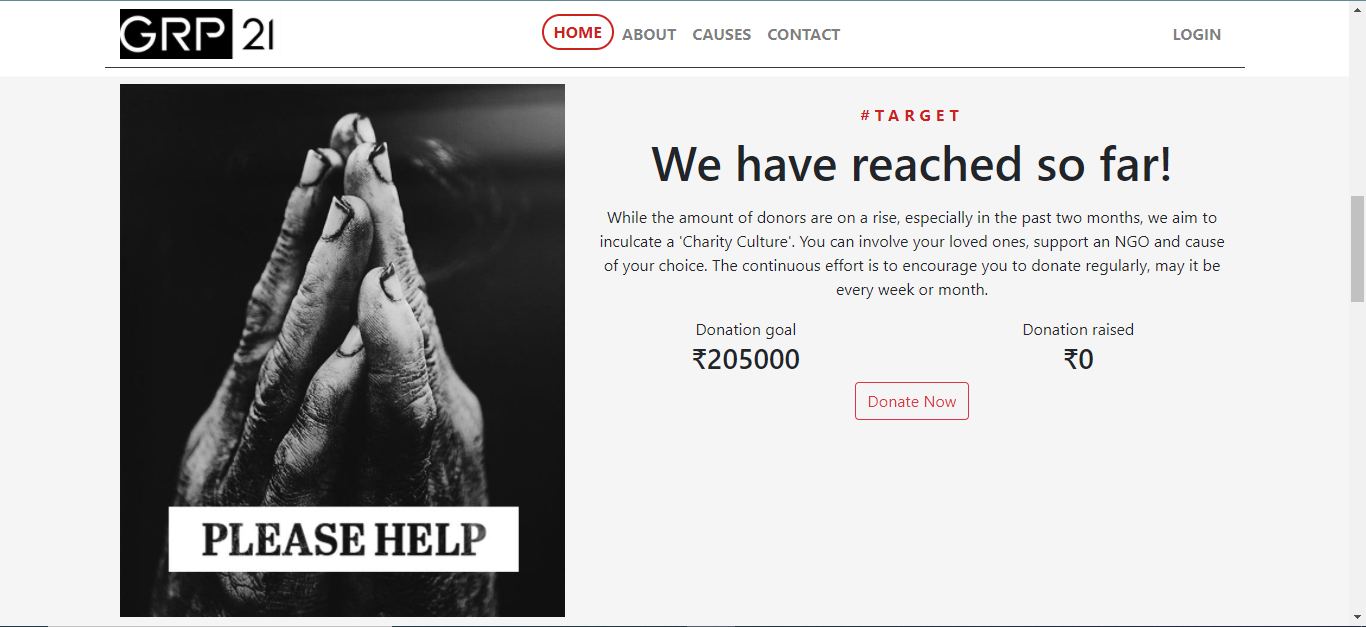 GRP 21
HOME ABOUT CAUSES CONTACT LOGIN
PLEASE HELP
#TARGET
We have reached so far!
While the amount of donors are on a rise, especially in the past two months, we aim to
inculcate a 'Charity Culture'. You can involve your loved ones, support an NGO and cause
of your choice. The continuous effort is to encourage you to donate regularly, may it be
every week or month.
Donation goal Donation raised
₹205000 ₹0
Donate Now